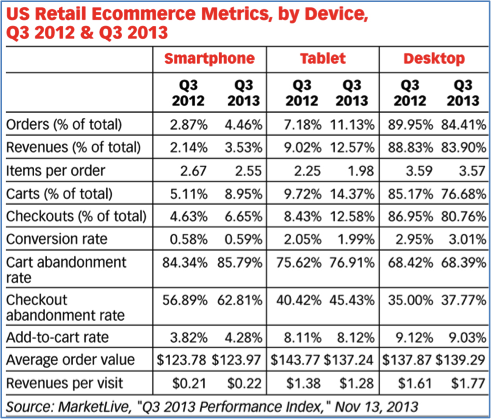 US Retail Ecommerce Metrics, by Device,
Q3 2012 & Q3 2013
Smartphone Tablet Desktop
Q3 Q3 Q3 Q3 Q3 Q3
2012 2013 2012 2013 2012 2013
Orders (% of total) 2.87% 4.46% 7.18% 11.13% 89.95% 84.41%
Revenues (% of total) 2.14% 3.53% 9.02% 12.57% 88.83% 83.90%
Items per order 2.67 2.55 2.25 1.98 3.59 3.57
Carts (% of total) 5.11% 8.95% 9.72% 14.37% 85.17% 76.68%
Checkouts (% of total) 4.63% 6.65% 8.43% 12.58% 86.95% 80.76%
Conversion rate 0.58% 0.59% 2.05% 1.99% 2.95% 3.01%
Cart abandonment 84.34% 85.79% 75.62% 76.91% 68.42% 68.39%
rate
Checkout 56.89% 62.81% 40.42% 45.43% 35.00% 37.77%
abandonment rate
Add-to-cart rate 3.82% 4.28% 8.11% 8.12% 9.12% 9.03%
Average order value $123.78 $123.97 $143.77 $137.24 $137.87 $139.29
Revenues per visit $0.21 $0.22 $1.38 $1.28 $1.61 $1.77
Source: MarketLive, "Q3 2013 Performance Index," Nov 13, 2013